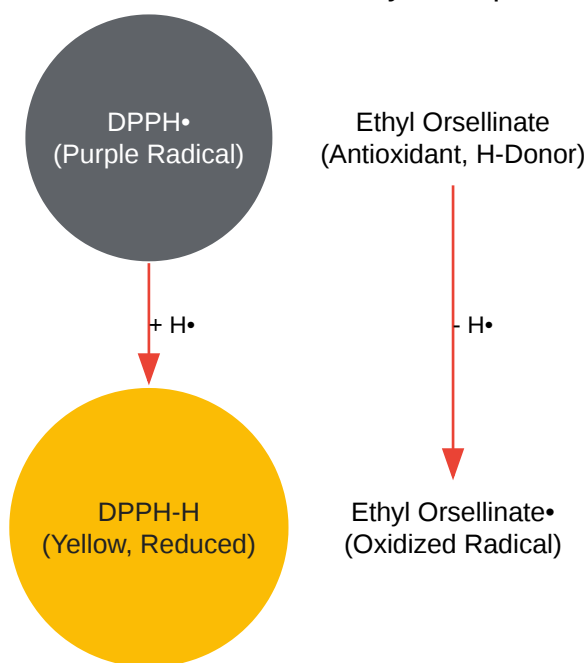 DPPH•
(Purple Radical)
Ethyl Orsellinate
(Antioxidant, H-Donor)
+ H•
- H•
DPPH-H
(Yellow, Reduced)
Ethyl Orsellinate•
(Oxidized Radical)